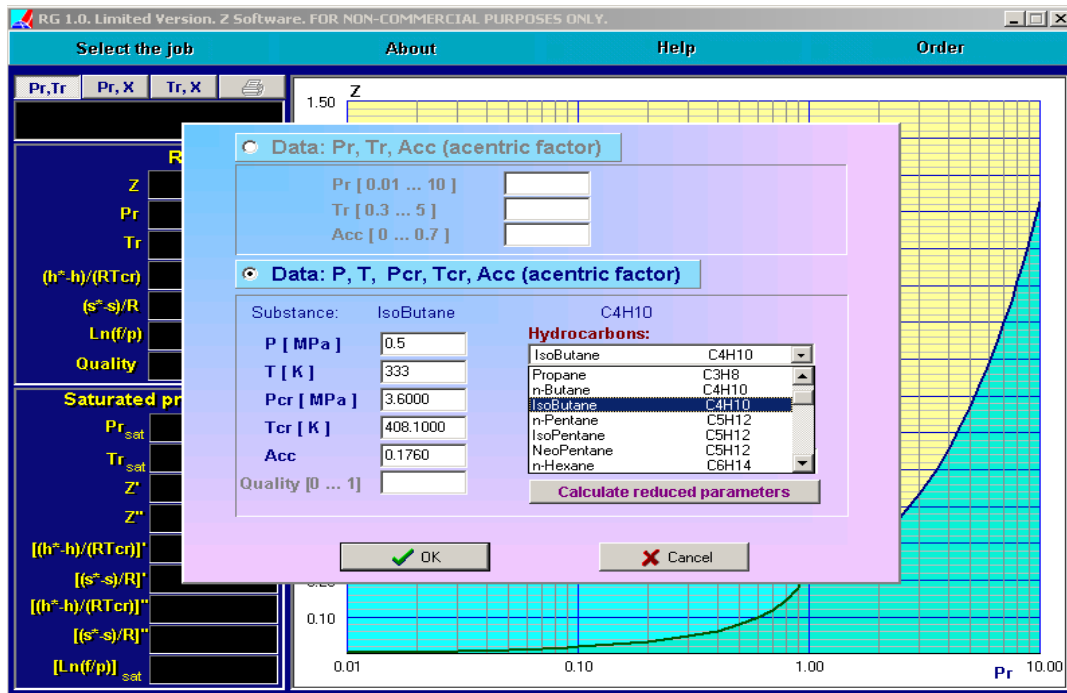 RG 1.0. Limited Version. Z Software. FOR NON-COMMERCIAL PURPOSES ONLY.
Select the job About Help Order
Pr,Tr Pr, X Tr, X
R
Z
Pr
Tr
(h*-h)/(RTcr)
(s*-s)/R
Ln(f/p)
Quality
Saturated pr
Pr sat
Tr sat
Z'
Z"
[(h*-h)/(RTcr)]'
[(s*-s)/R]'
[(h*-h)/(RTcr)]"
[(s*-s)/R]"
[Ln(f/p)] sat
Z
1.50
0.10
0.01 0.10 1.00 Pr 10.00
Data: Pr, Tr, Acc (acentric factor)
Pr [ 0.01 ... 10 ]
Tr [ 0.3 ... 5 ]
Acc [ 0 ... 0.7 ]
Data: P, T, Pcr, Tcr, Acc (acentric factor)
Substance: IsoButane C4H10
P [ MPa ] 0.5
T [ K ] 333
Pcr [ MPa ] 3.6000
Tcr [ K ] 408.1000
Acc 0.1760
Quality [0 ... 1]
Hydrocarbons:
IsoButane C4H10
Propane C3H8
n-Butane C4H10
IsoButane C4H10
n-Pentane C5H12
IsoPentane C5H12
NeoPentane C5H12
n-Hexane C6H14
Calculate reduced parameters
OK Cancel